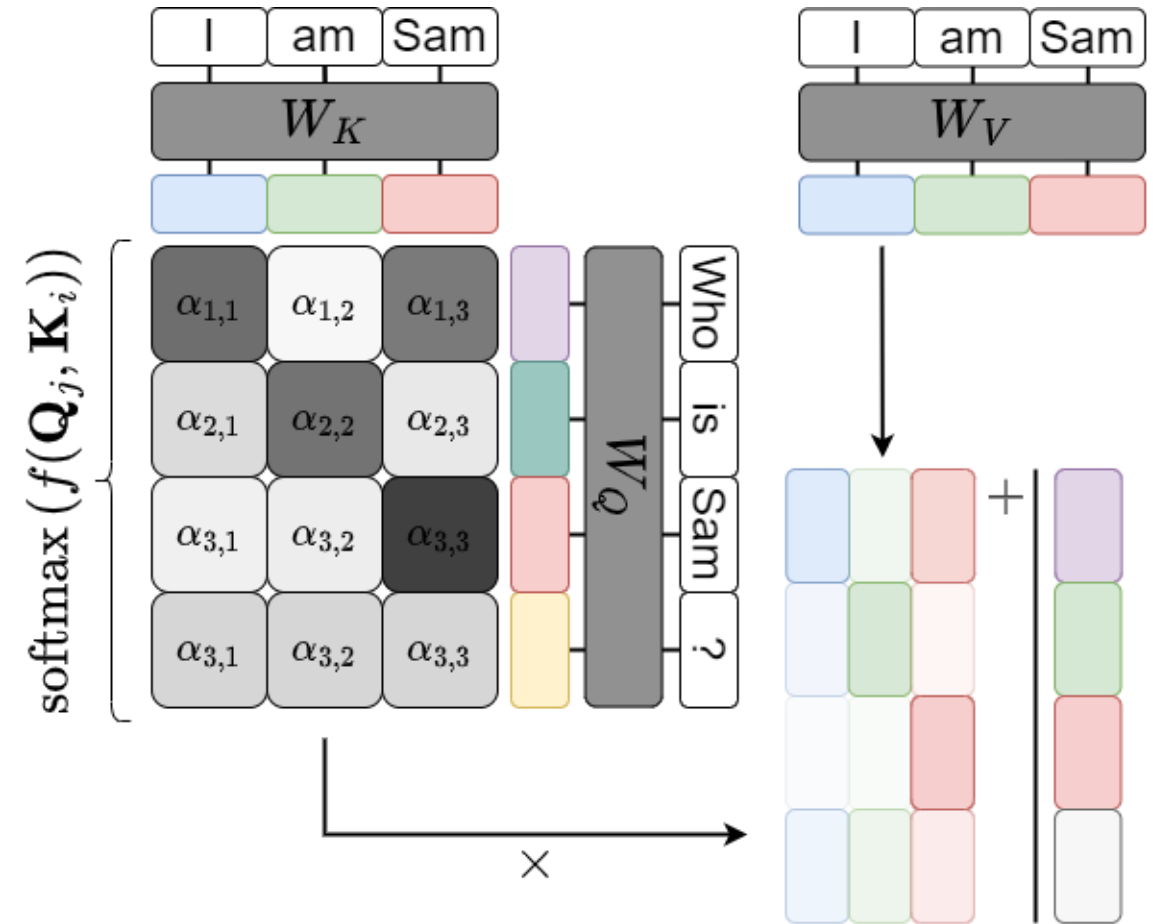 I am Sam
W_K
I am Sam
W_V
softmax (f(Q_j, K_i))
α_{1,1} α_{1,2} α_{1,3}
α_{2,1} α_{2,2} α_{2,3}
α_{3,1} α_{3,2} α_{3,3}
α_{3,1} α_{3,2} α_{3,3}
W_Q
Who
is
Sam
?
+
×